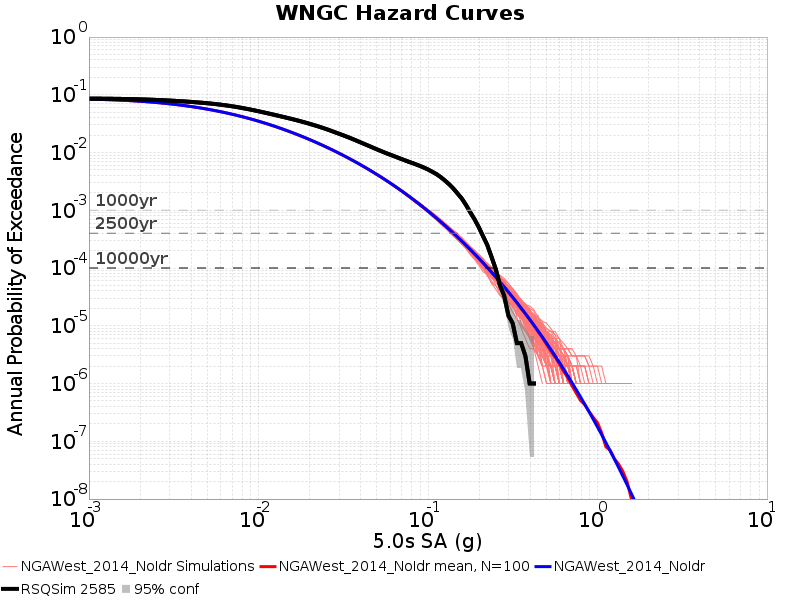 WNGC Hazard Curves
Annual Probability of Exceedance
10^0
10^-1
10^-2
10^-3
10^-4
10^-5
10^-6
10^-7
10^-8
1000yr
2500yr
10000yr
10^-3 10^-2 10^-1 10^0 10^1
5.0s SA (g)
NGAWest_2014_NoIdr Simulations NGAWest_2014_NoIdr mean, N=100 NGAWest_2014_NoIdr
RSQSim 2585 95% conf